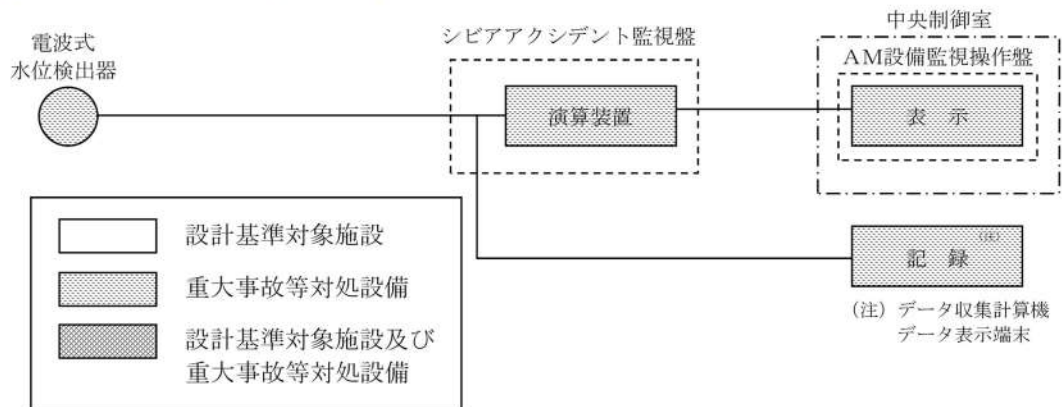 中央制御室
シビアアクシデント監視盤
電波式
水位検出器
AM設備監視操作盤
演算装置
表 示
設計基準対象施設
重大事故等対処設備
設計基準対象施設及び
重大事故等対処設備
記 録(注)
(注)データ収集計算機
データ表示端末